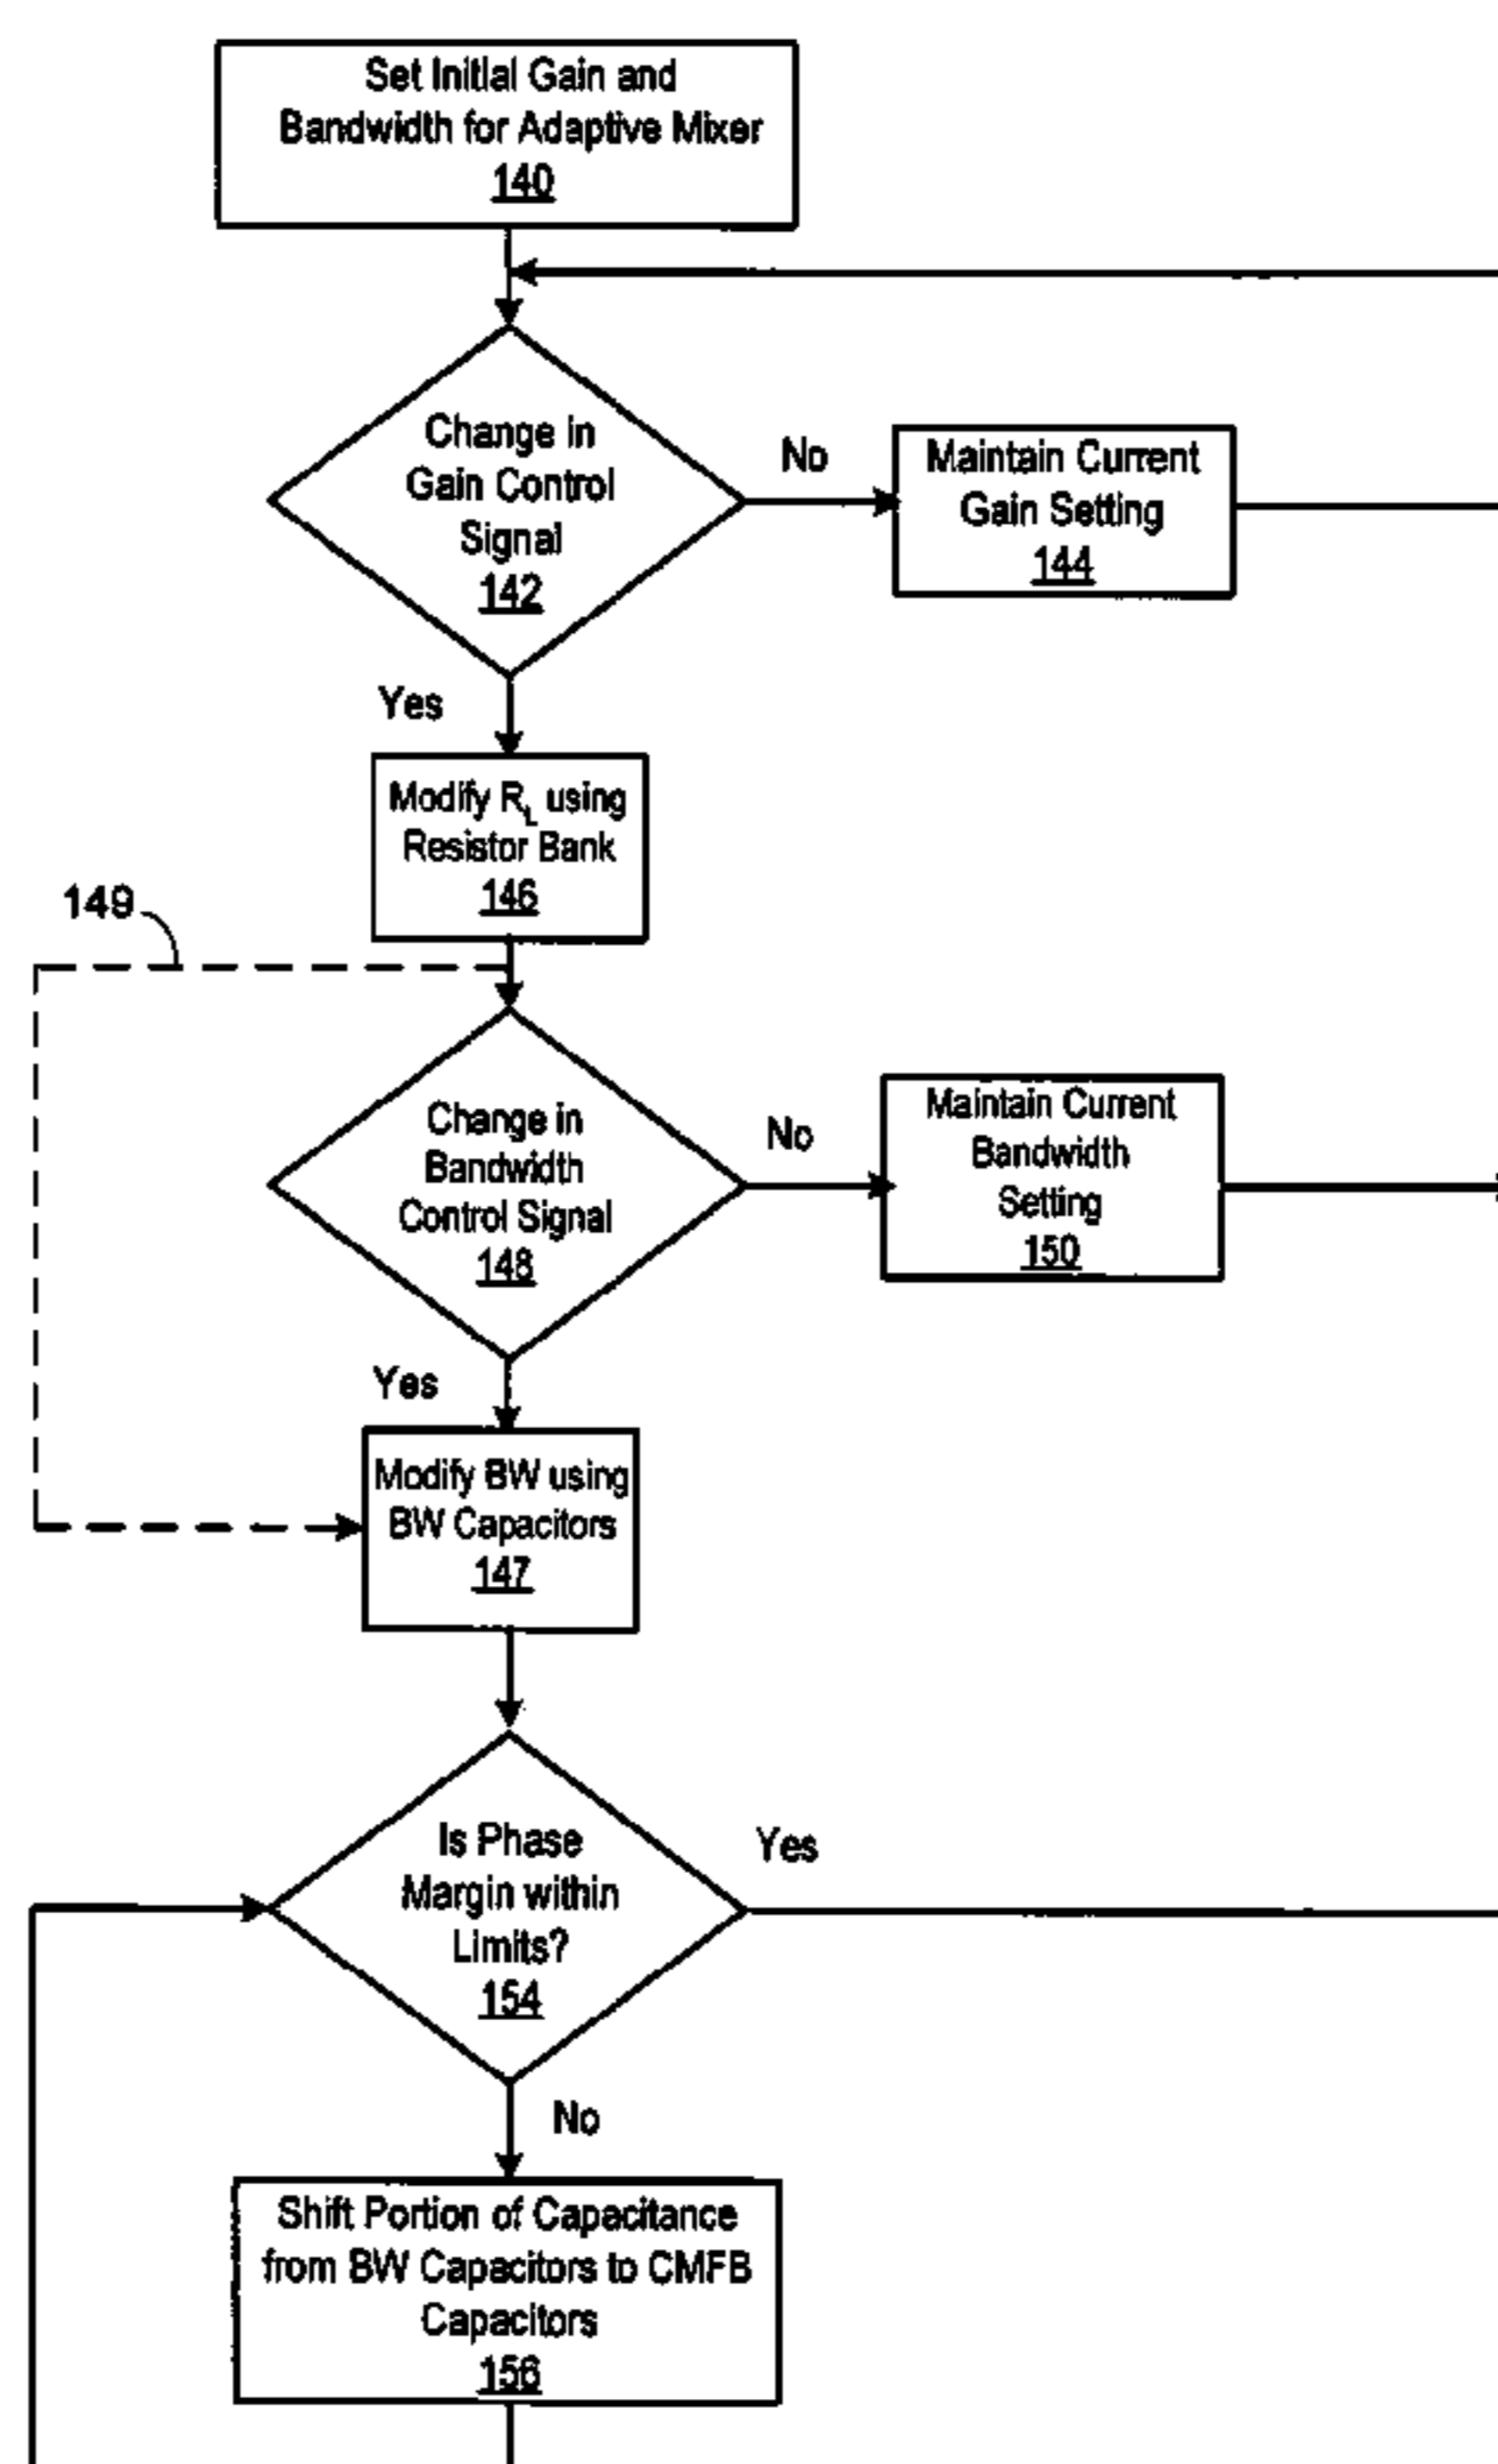 Set Initial Gain and
Bandwidth for Adaptive Mixer
140
Change in
Gain Control
Signal
142
No
Maintain Current
Gain Setting
144
Yes
Modify RL using
Resistor Bank
146
149
Change in
Bandwidth
Control Signal
148
No
Maintain Current
Bandwidth
Setting
150
Yes
Modify BW using
BW Capacitors
147
Is Phase
Margin within
Limits?
154
Yes
No
Shift Portion of Capacitance
from BW Capacitors to CMFB
Capacitors
156